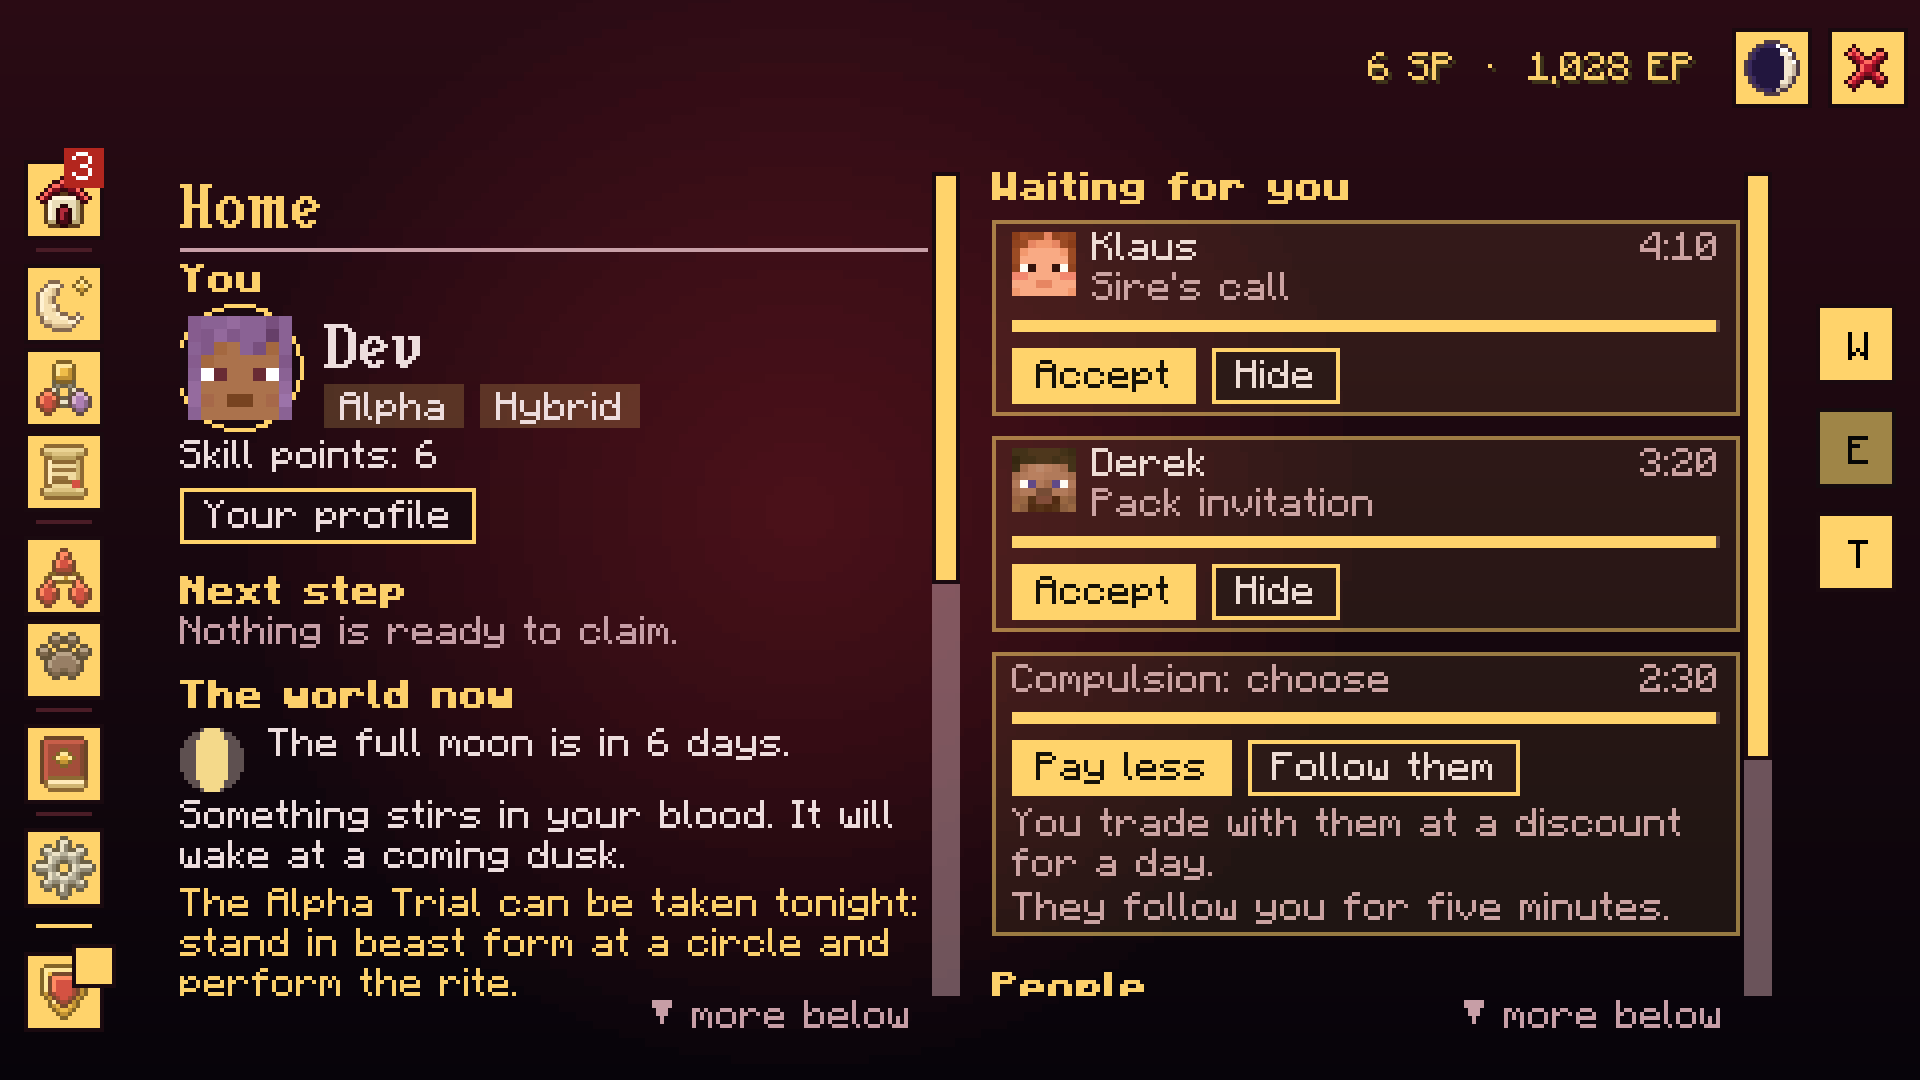 6 SP · 1,028 EP
3
Home
You
Dev
Alpha
Hybrid
Skill points: 6
Your profile
Next step
Nothing is ready to claim.
The world now
The full moon is in 6 days.
Something stirs in your blood. It will
wake at a coming dusk.
The Alpha Trial can be taken tonight:
stand in beast form at a circle and
perform the rite.
▼ more below
Waiting for you
Klaus 4:10
Sire's call
Accept
Hide
Derek 3:20
Pack invitation
Accept
Hide
Compulsion: choose 2:30
Pay less
Follow them
You trade with them at a discount
for a day.
They follow you for five minutes.
People
▼ more below
W
E
T